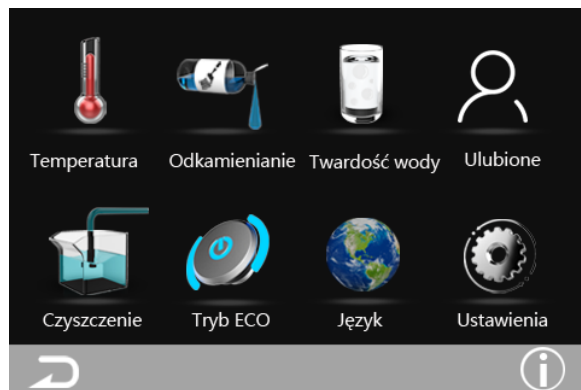 Temperatura Odkamienianie Twardość wody Ulubione
Czyszczenie Tryb ECO Język Ustawienia